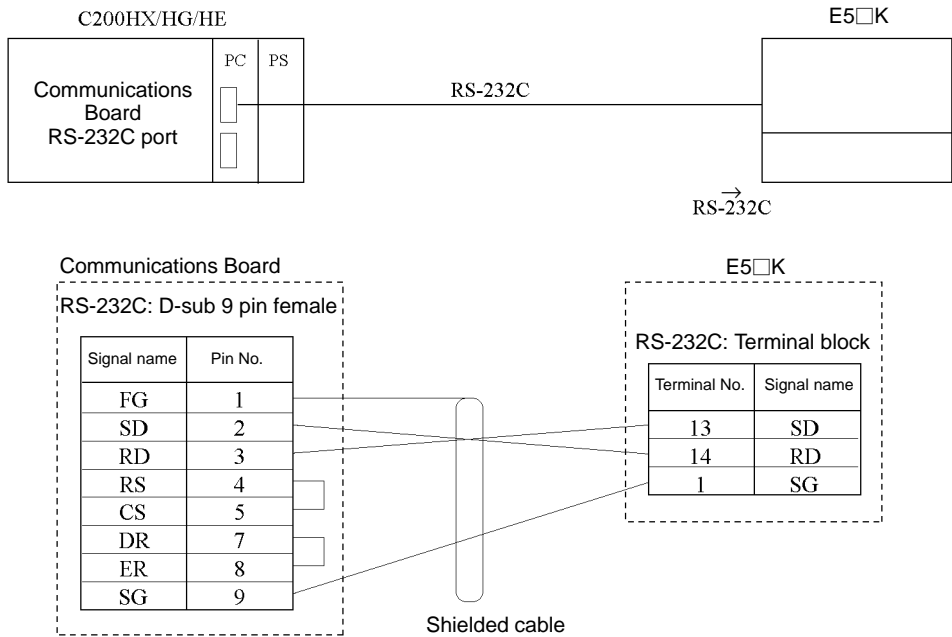 C200HX/HG/HE
E5□K
PC PS
Communications
Board
RS-232C port
RS-232C
→
RS-232C
Communications Board
E5□K
RS-232C: D-sub 9 pin female
RS-232C: Terminal block
Signal name Pin No.
FG 1
SD 2
RD 3
RS 4
CS 5
DR 7
ER 8
SG 9
Terminal No. Signal name
13 SD
14 RD
1 SG
Shielded cable